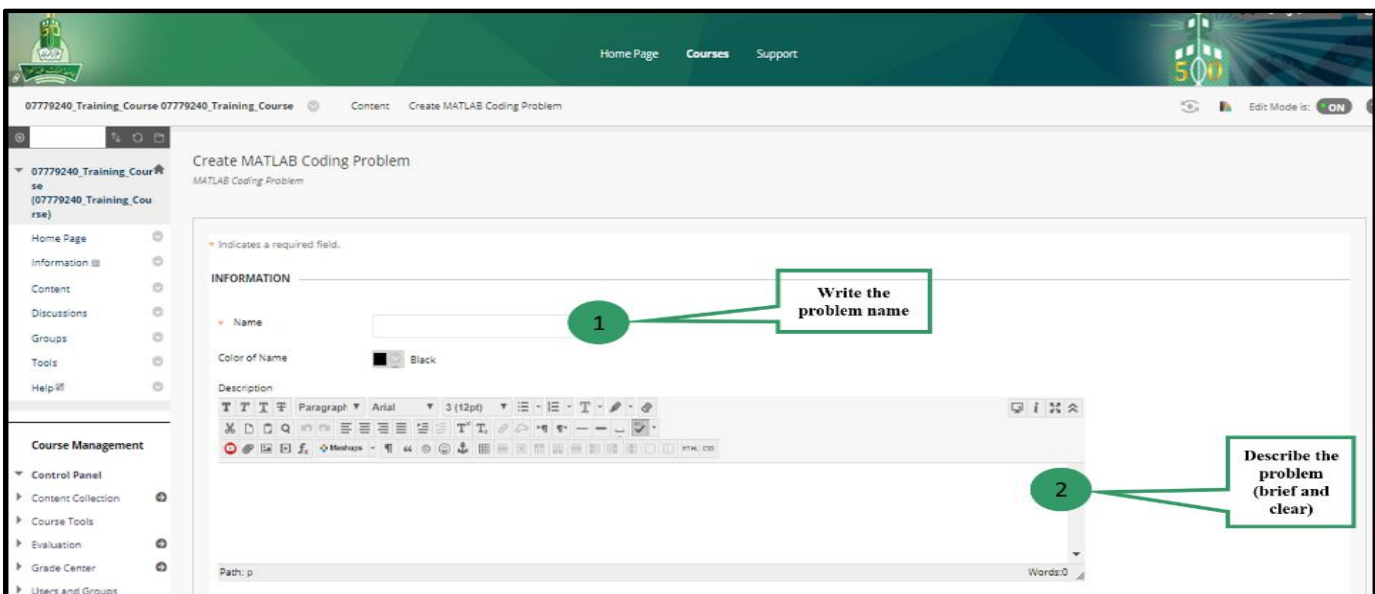 Home Page Courses Support
500
07779240_Training_Course 07779240_Training_Course Content Create MATLAB Coding Problem Edit Mode is: ON
07779240_Training_Cour
se
(07779240_Training_Cou
rse)
Home Page
Information
Content
Discussions
Groups
Tools
Help
Course Management
Control Panel
Content Collection
Course Tools
Evaluation
Grade Center
Users and Groups
Create MATLAB Coding Problem
MATLAB Coding Problem
* Indicates a required field.
INFORMATION
* Name
1
Write the
problem name
Color of Name Black
Description
T T T T Paragraph Arial 3 (12pt)
Mashups HTML CSS
2
Describe the
problem
(brief and
clear)
Path: p Words:0